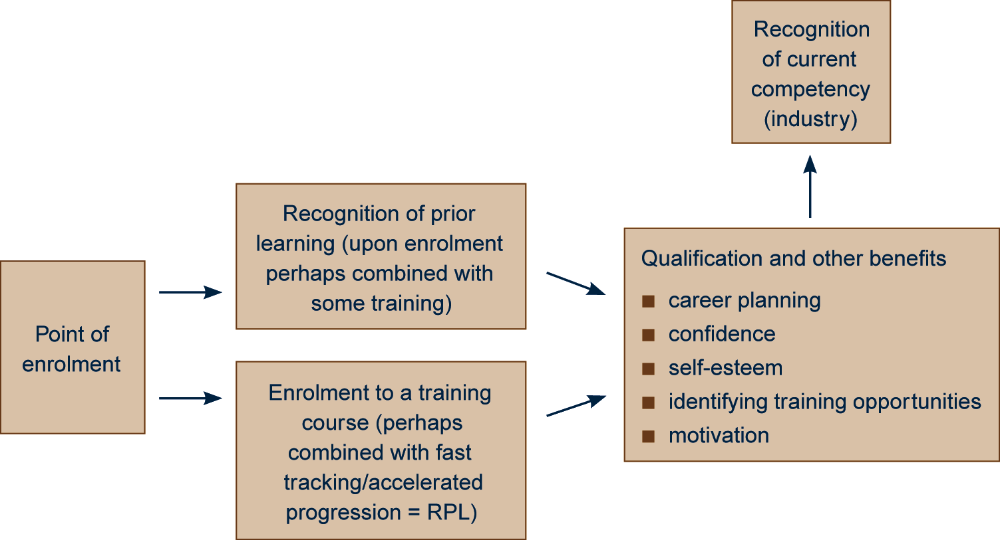 Recognition
of current
competency
(industry)
Recognition of prior
learning (upon enrolment
perhaps combined with
some training)
Point of
enrolment
Enrolment to a training
course (perhaps
combined with fast
tracking/accelerated
progression = RPL)
Qualification and other benefits
career planning
confidence
self-esteem
identifying training opportunities
motivation